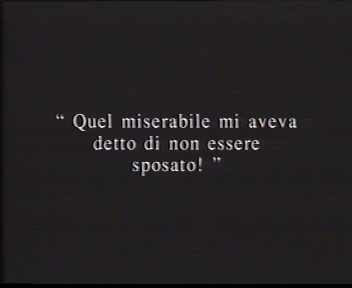 “ Quel miserabile mi aveva
detto di non essere
sposato! ”